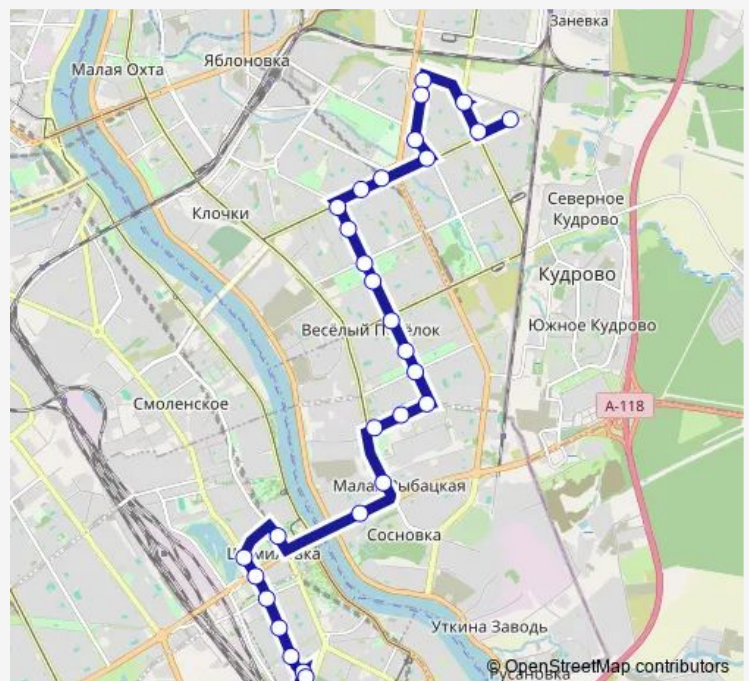 Заневка
Яблоновка
Малая Охта
Клочки
Северное
Кудрово
Кудрово
Весёлый П лок
Южное Кудрово
Смоленское
А-118
Мала ыбацкая
Сосновка
Уткина Заводь
© OpenStreetMap contributors